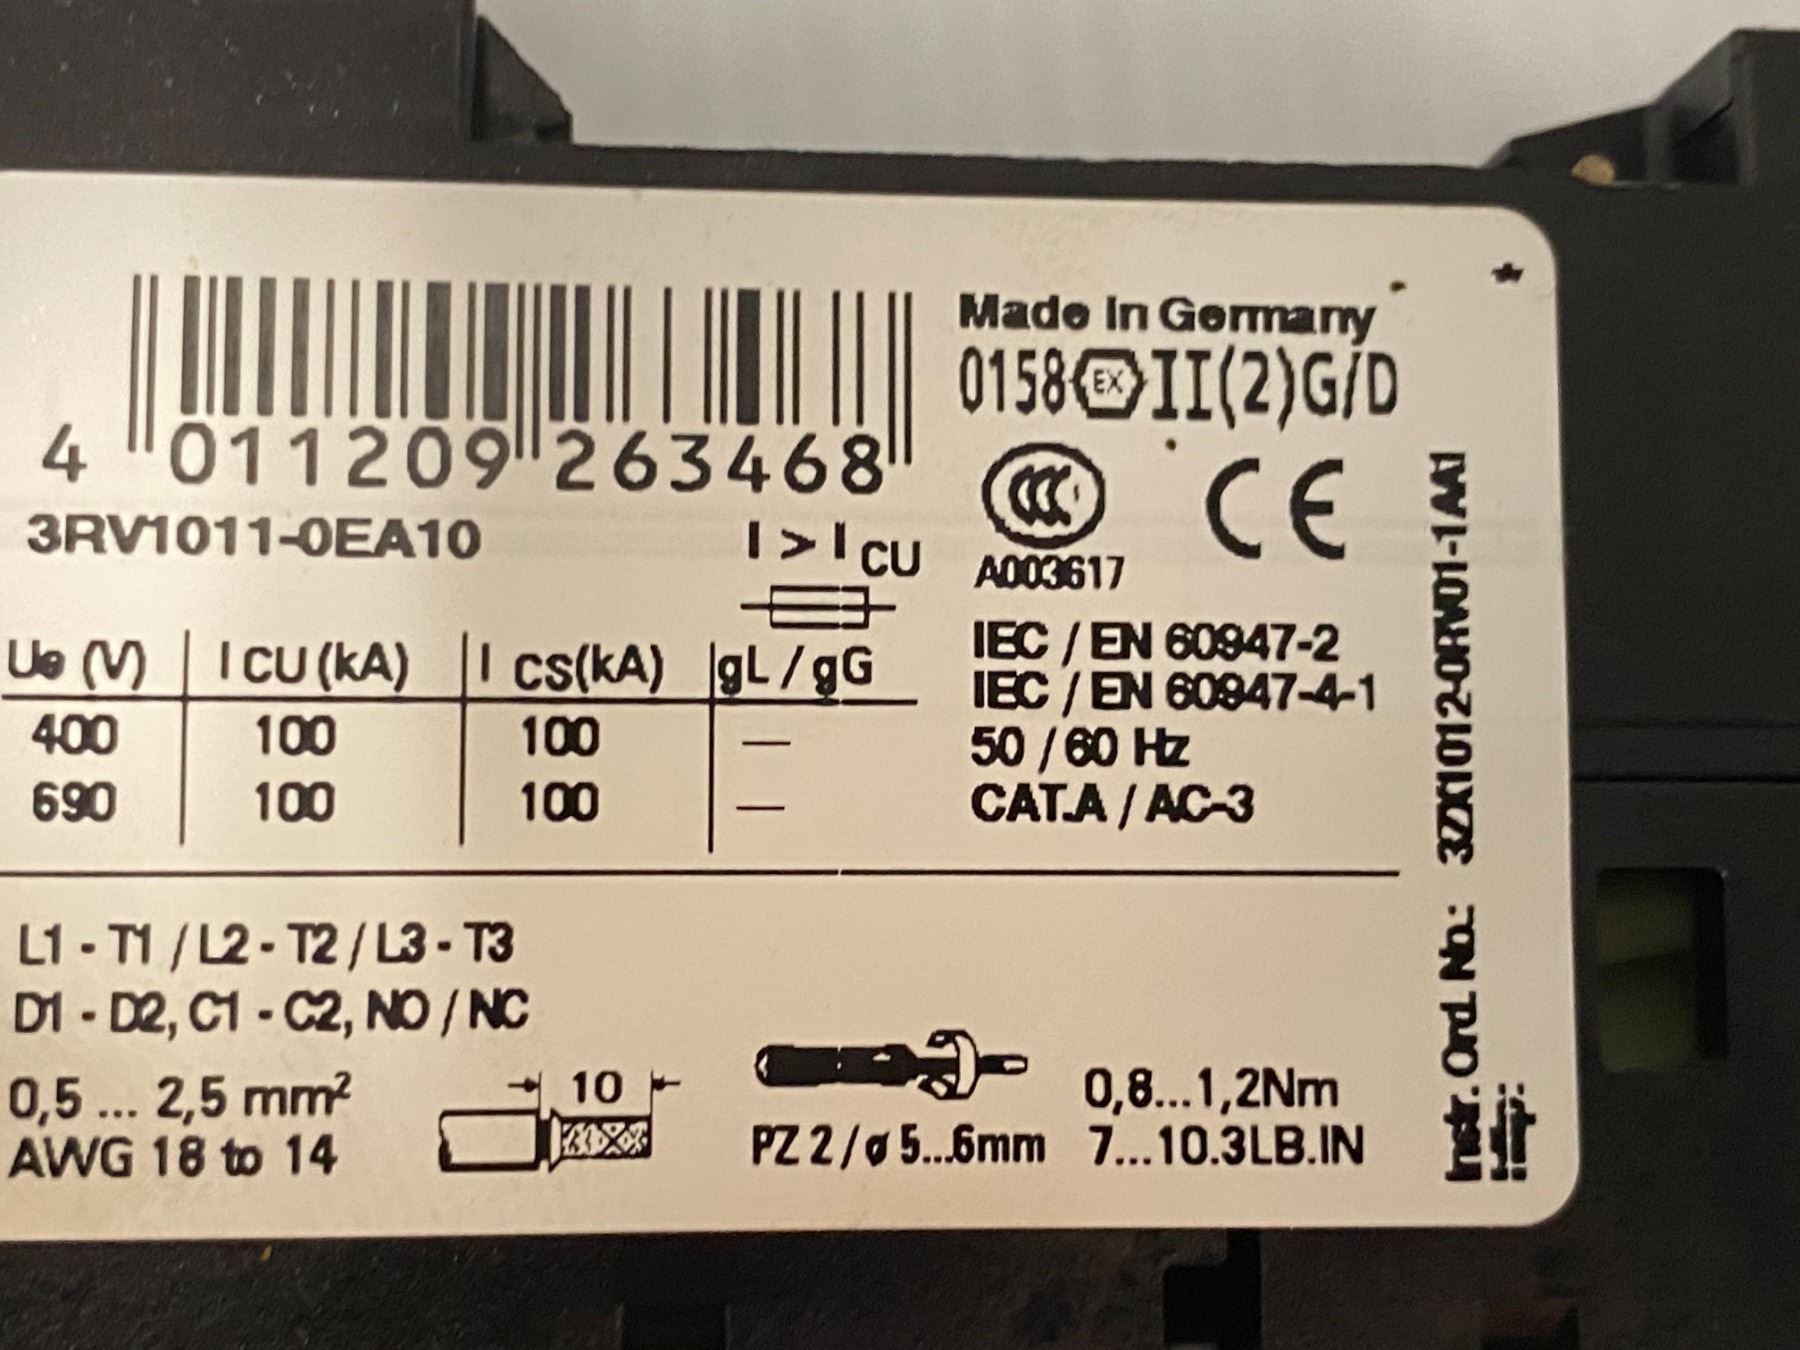 4 011209 263468
3RV1011-0EA10
I > I CU
Ue (V) I CU (kA) I CS(kA) gL / gG
400 100 100 —
690 100 100 —
Made in Germany
0158 EX II(2)G/D
CCC
A003617
CE
IEC / EN 60947-2
IEC / EN 60947-4-1
50 / 60 Hz
CAT.A / AC-3
L1 - T1 / L2 - T2 / L3 - T3
D1 - D2, C1 - C2, NO / NC
0,5 ... 2,5 mm²
AWG 18 to 14
10
PZ 2 / ø 5...6mm
0,8...1,2Nm
7...10.3LB.IN
Instr. Ord. No.: 3ZX1012-0RV01-1AA1